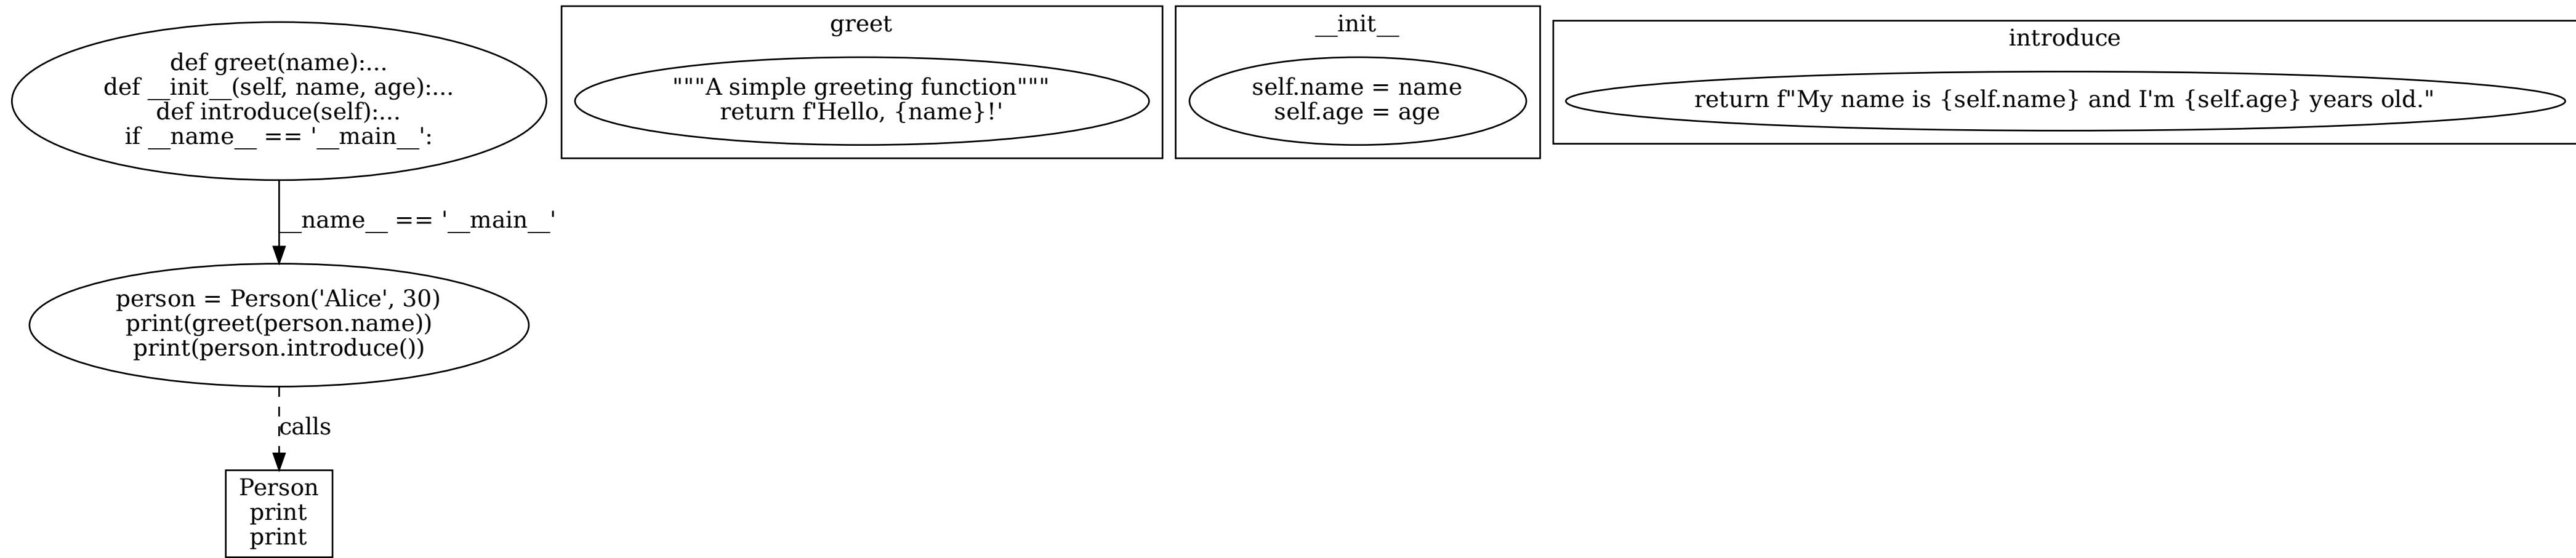 def greet(name):...
def __init__(self, name, age):...
def introduce(self):...
if __name__ == '__main__':
__name__ == '__main__'
person = Person('Alice', 30)
print(greet(person.name))
print(person.introduce())
calls
Person
print
print
greet
"""A simple greeting function"""
return f'Hello, {name}!'
__init__
self.name = name
self.age = age
introduce
return f"My name is {self.name} and I'm {self.age} years old."